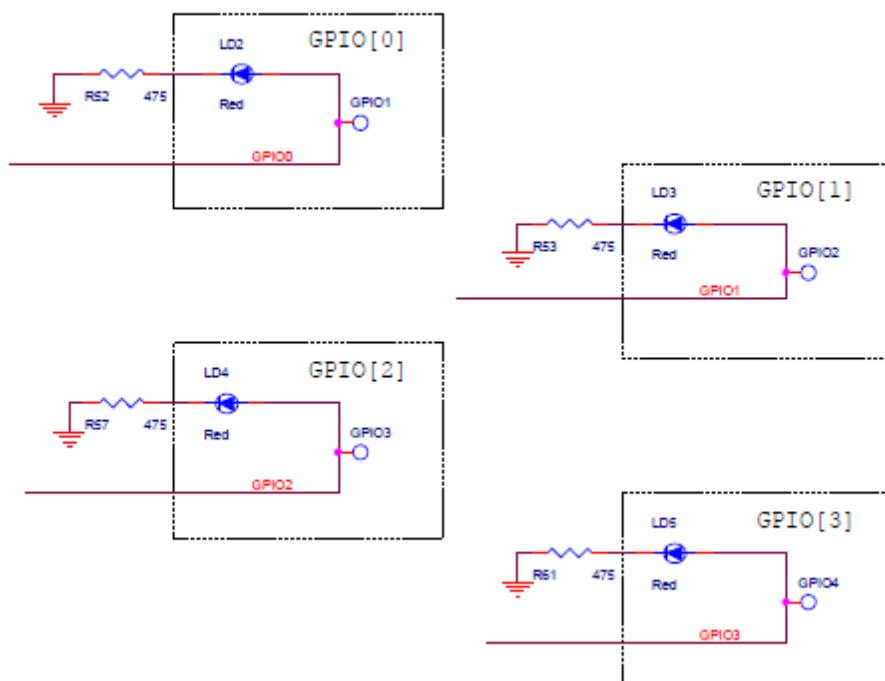 GPIO[0]
LD2
R52 475 Red GPIO1
GPIO0
GPIO[1]
LD3
R53 475 Red GPIO2
GPIO1
GPIO[2]
LD4
R57 475 Red GPIO3
GPIO2
GPIO[3]
LD5
R61 475 Red GPIO4
GPIO3